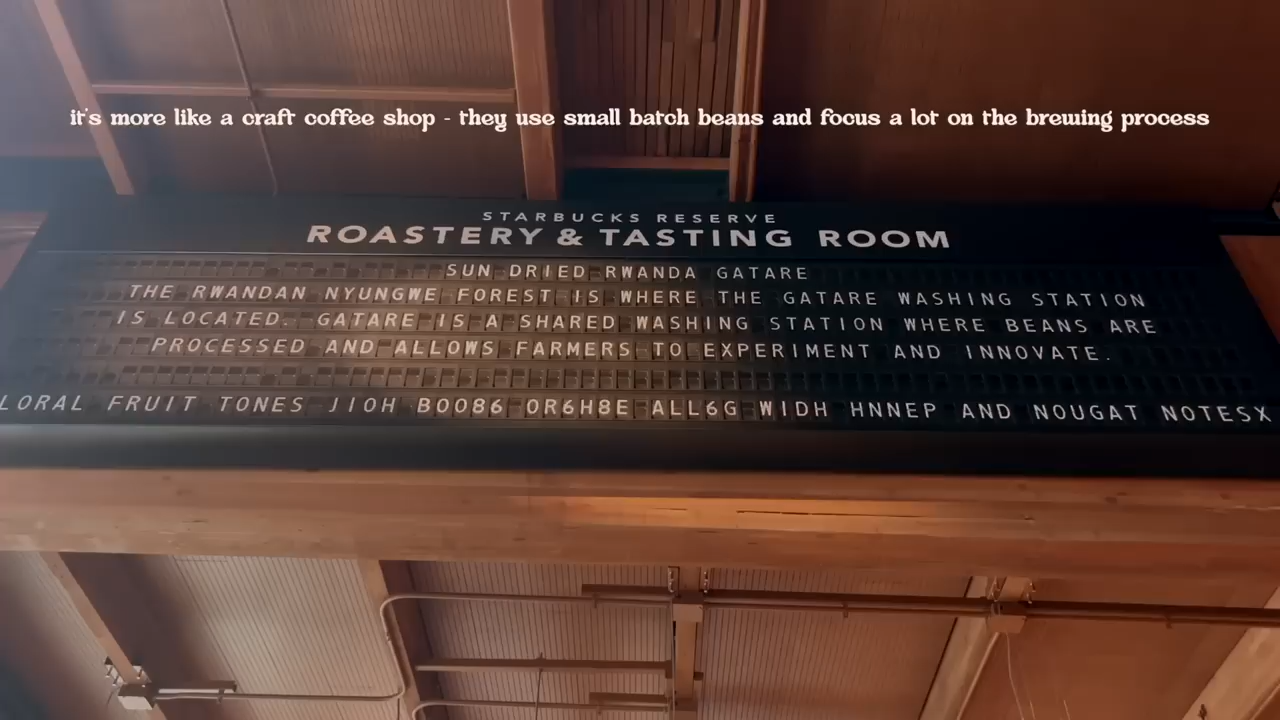 it's more like a craft coffee shop - they use small batch beans and focus a lot on the brewing process
STARBUCKS RESERVE
ROASTERY & TASTING ROOM
SUN DRIED RWANDA GATARE
THE RWANDAN NYUNGWE FOREST IS WHERE THE GATARE WASHING STATION
IS LOCATED. GATARE IS A SHARED WASHING STATION WHERE BEANS ARE
PROCESSED AND ALLOWS FARMERS TO EXPERIMENT AND INNOVATE.
LORAL FRUIT TONES JIOH BOO86 OR6H8E ALL6G WIDH HNNEP AND NOUGAT NOTESX